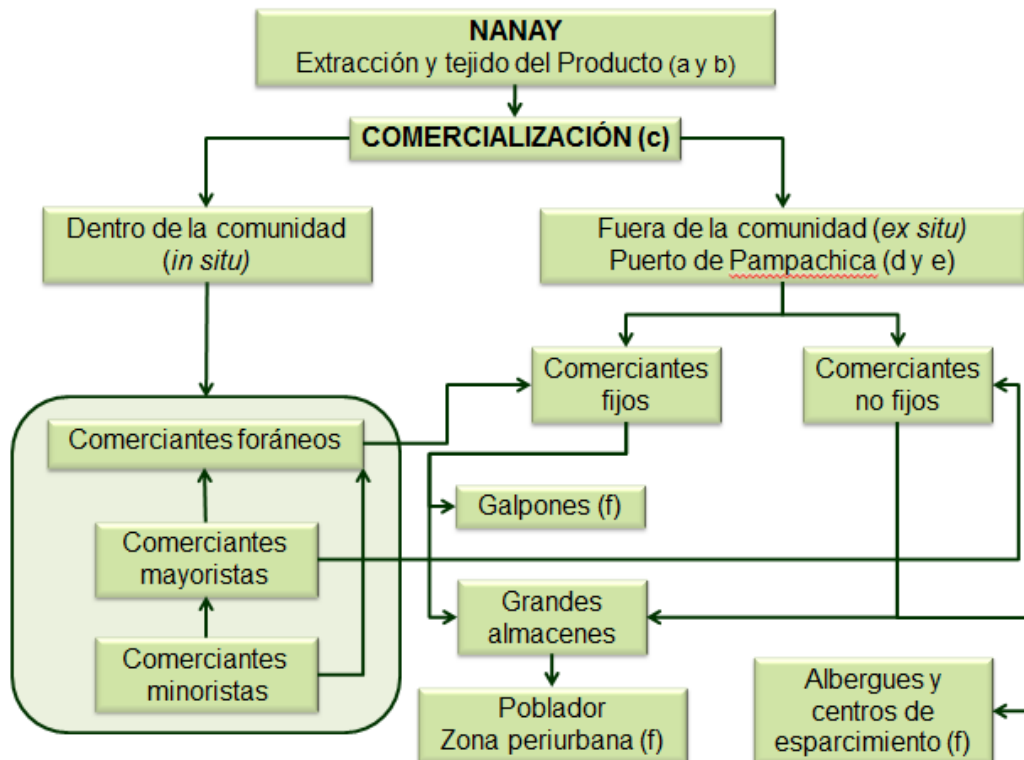 NANAY
Extracción y tejido del Producto (a y b)
COMERCIALIZACIÓN (c)
Dentro de la comunidad
(in situ)
Fuera de la comunidad (ex situ)
Puerto de Pampachica (d y e)
Comerciantes
fijos
Comerciantes
no fijos
Comerciantes foráneos
Galpones (f)
Comerciantes
mayoristas
Grandes
almacenes
Comerciantes
minoristas
Poblador
Zona periurbana (f)
Albergues y
centros de
esparcimiento (f)